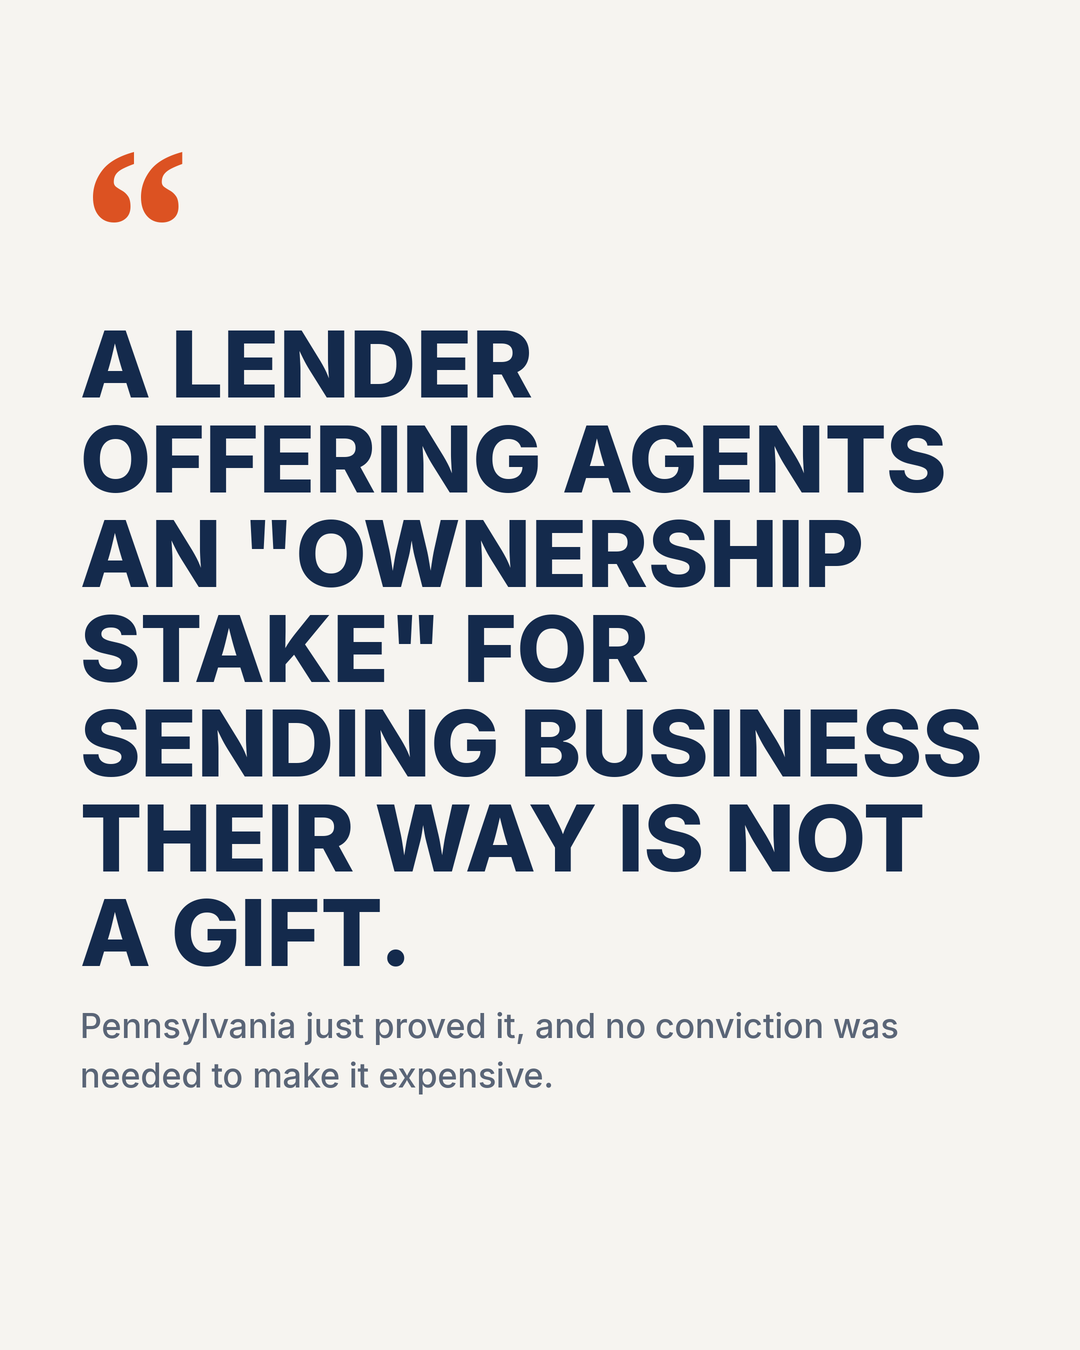 “
A LENDER
OFFERING AGENTS
AN "OWNERSHIP
STAKE" FOR
SENDING BUSINESS
THEIR WAY IS NOT
A GIFT.
Pennsylvania just proved it, and no conviction was
needed to make it expensive.